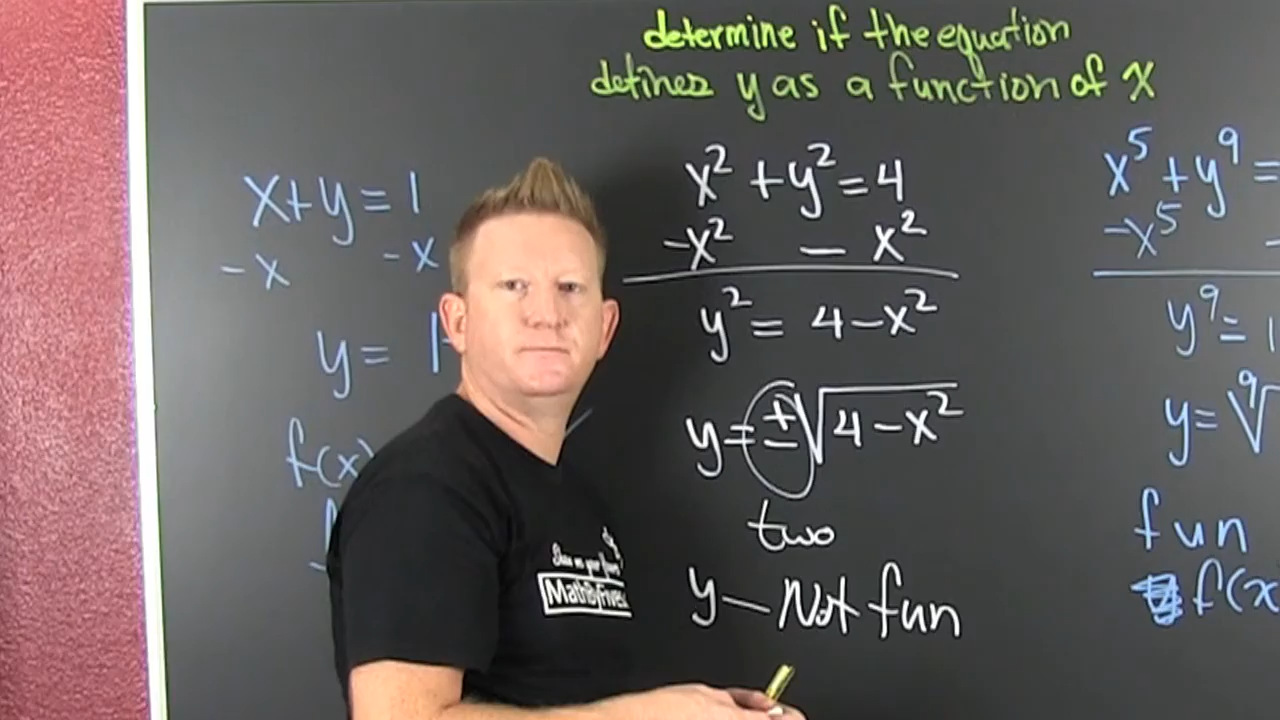 determine if the equation
defines y as a function of x
x+y=1
-x -x
y= 1-
f(x)
x²+y²=4
-x² - x²
y² = 4-x²
y=±√4-x²
two
y - Not fun
x⁵+y⁹=
-x⁵ -
y⁹=1
y=⁹√
fun
f(x
MathByFives